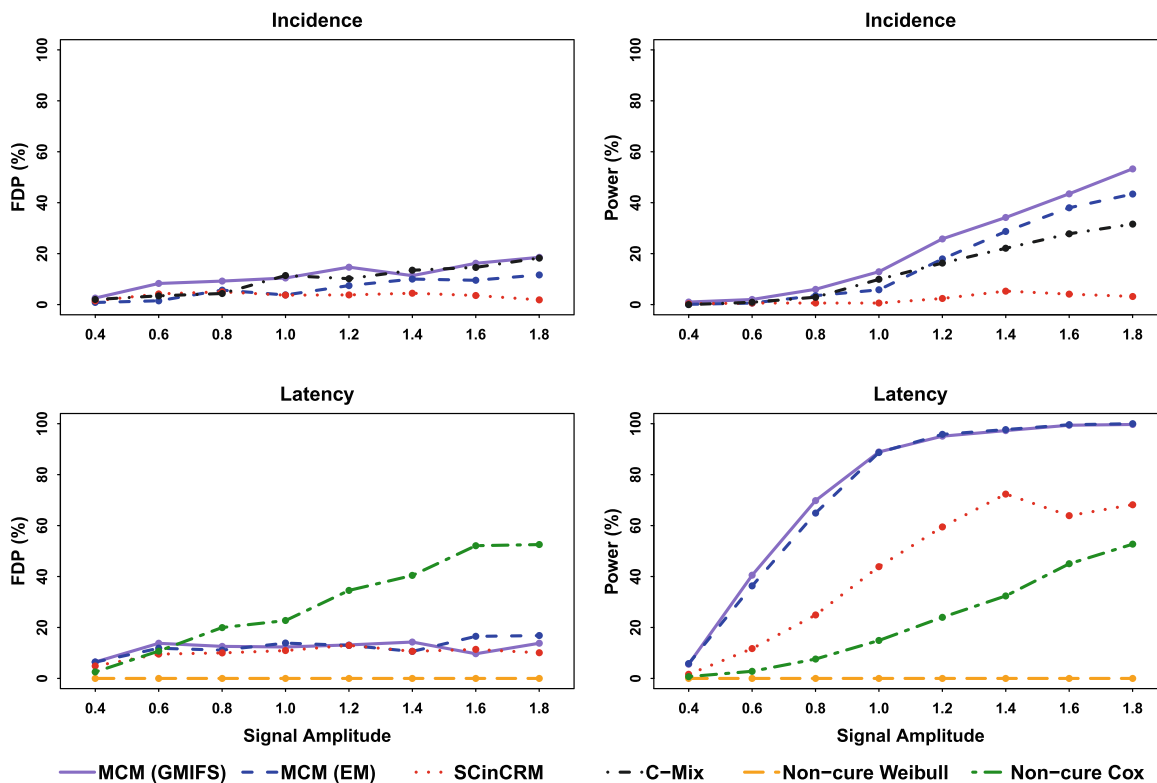 Incidence
FDP (%)
0 20 40 60 80 100
0.4 0.6 0.8 1.0 1.2 1.4 1.6 1.8
Incidence
Power (%)
0 20 40 60 80 100
0.4 0.6 0.8 1.0 1.2 1.4 1.6 1.8
Latency
FDP (%)
0 20 40 60 80 100
0.4 0.6 0.8 1.0 1.2 1.4 1.6 1.8
Signal Amplitude
Latency
Power (%)
0 20 40 60 80 100
0.4 0.6 0.8 1.0 1.2 1.4 1.6 1.8
Signal Amplitude
MCM (GMIFS) MCM (EM) SCinCRM C−Mix Non−cure Weibull Non−cure Cox